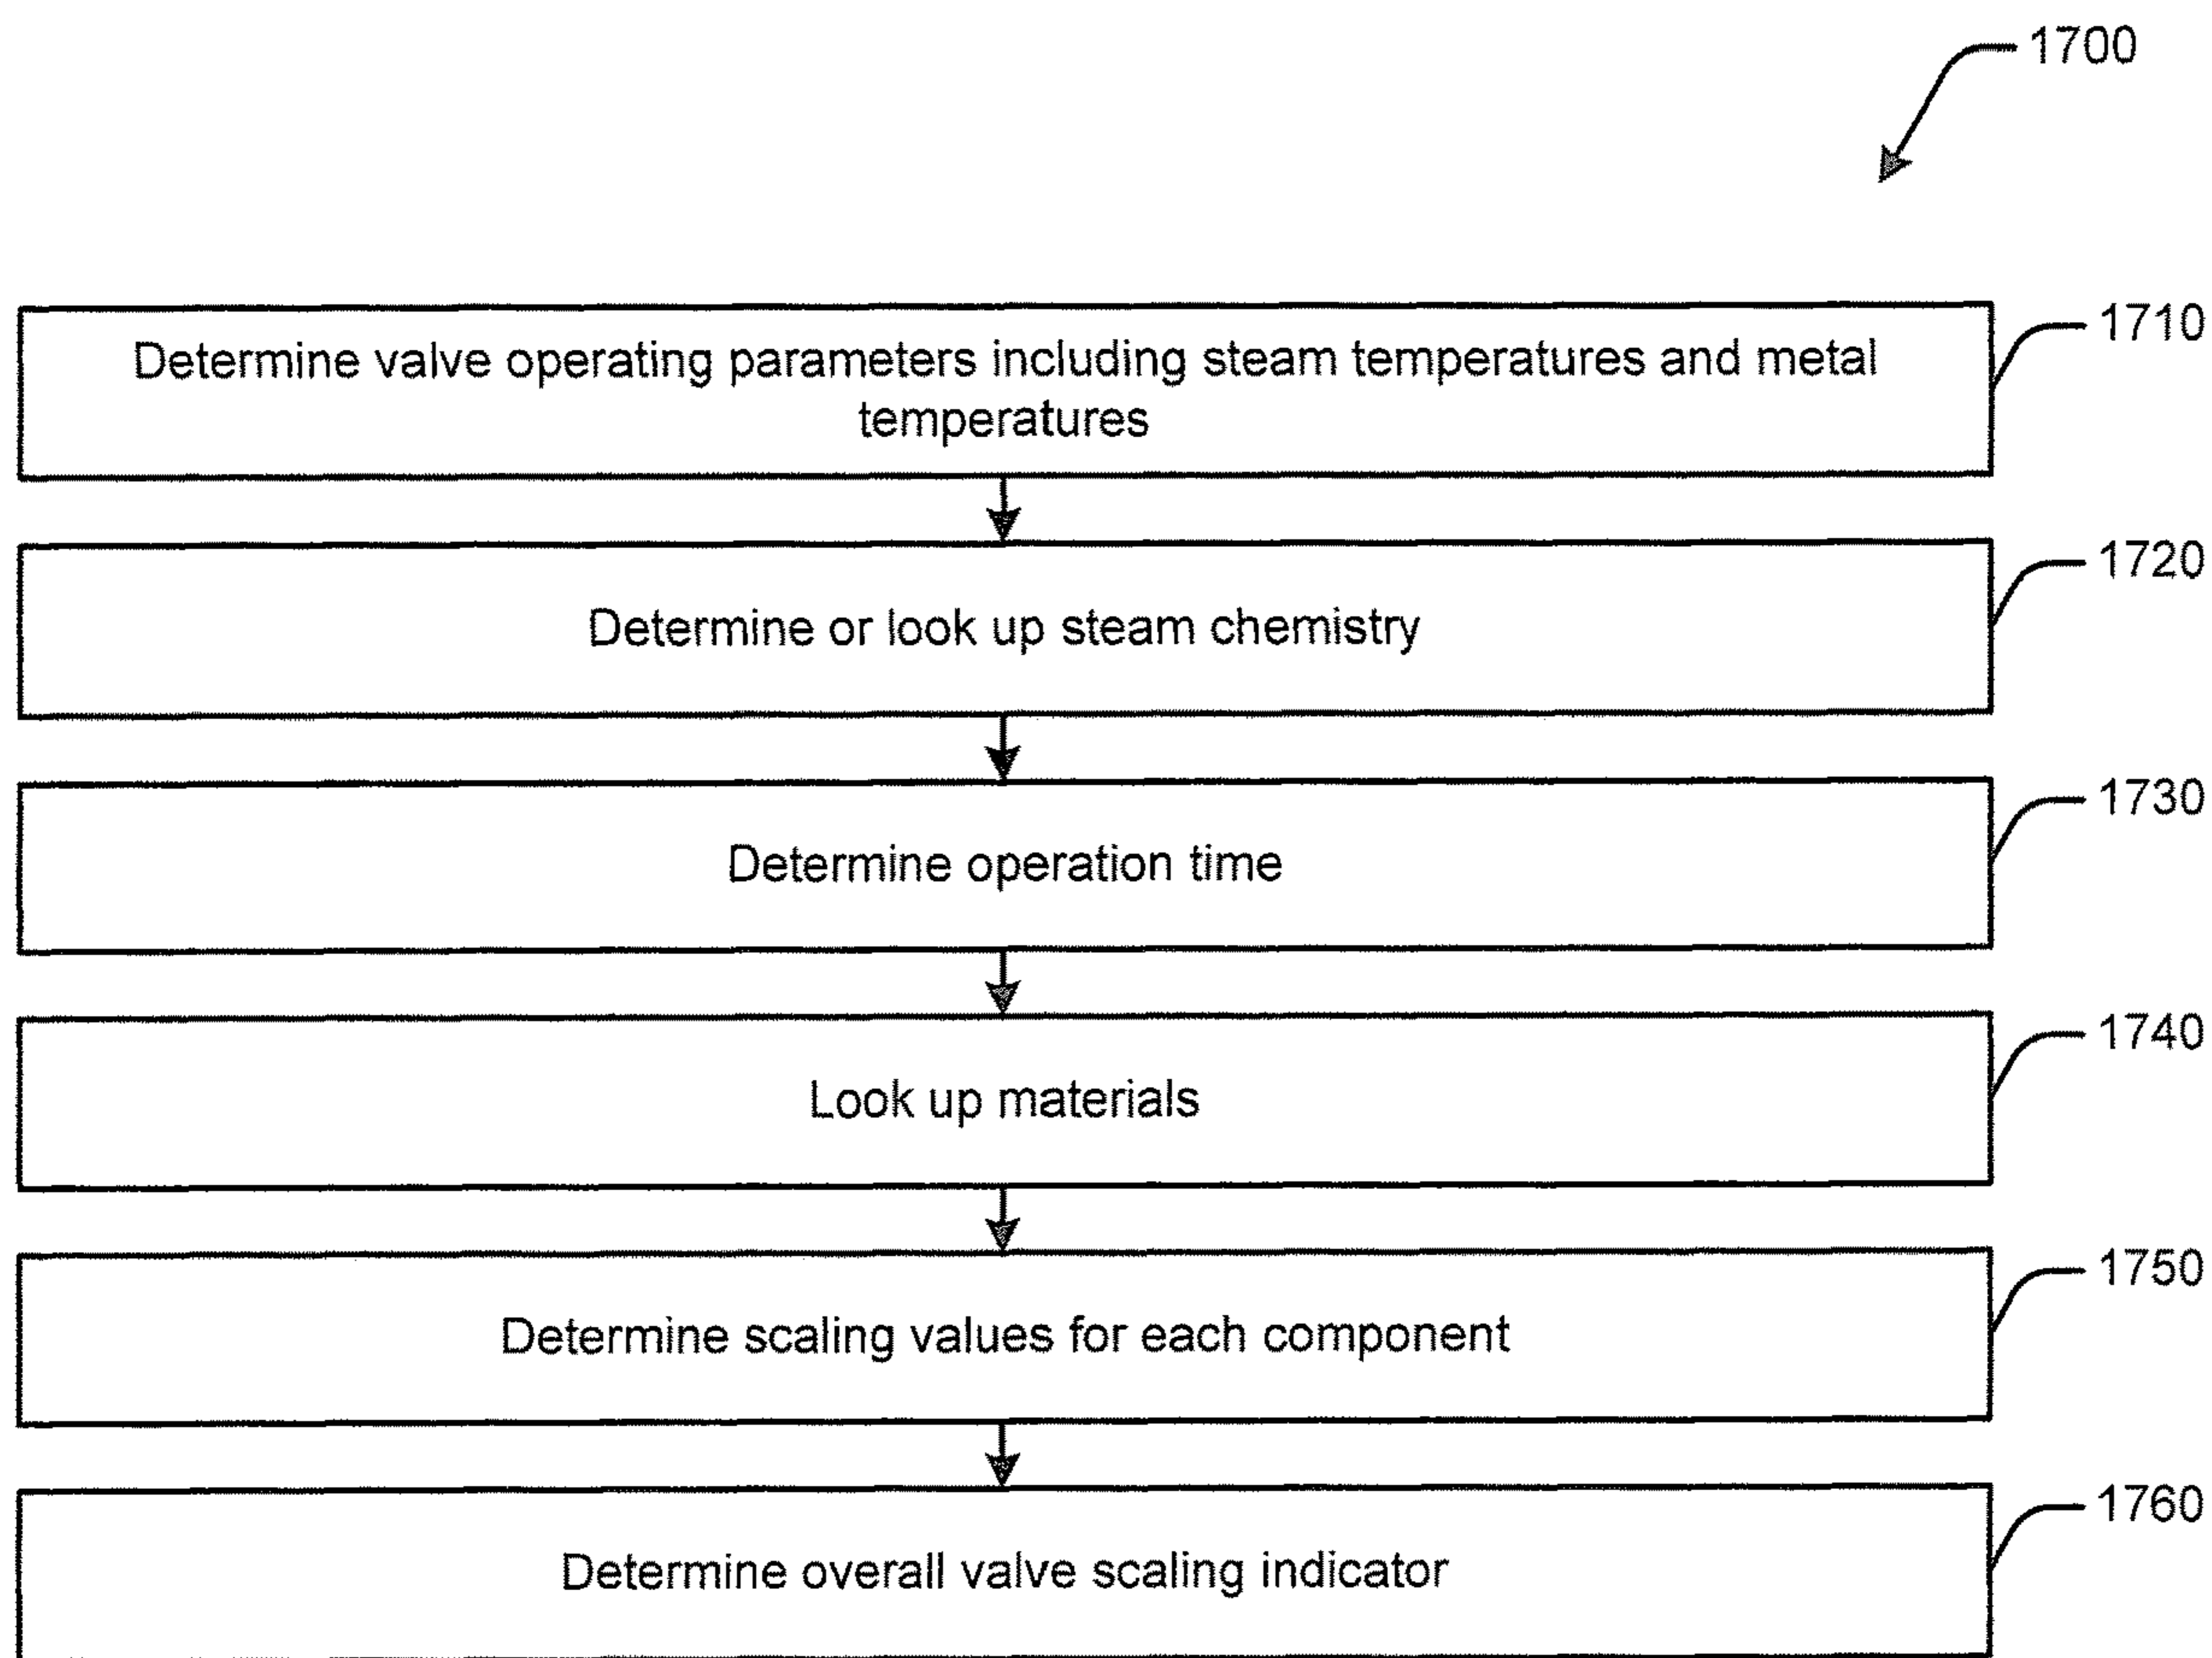 1700
1710
Determine valve operating parameters including steam temperatures and metal
temperatures
1720
Determine or look up steam chemistry
1730
Determine operation time
1740
Look up materials
1750
Determine scaling values for each component
1760
Determine overall valve scaling indicator